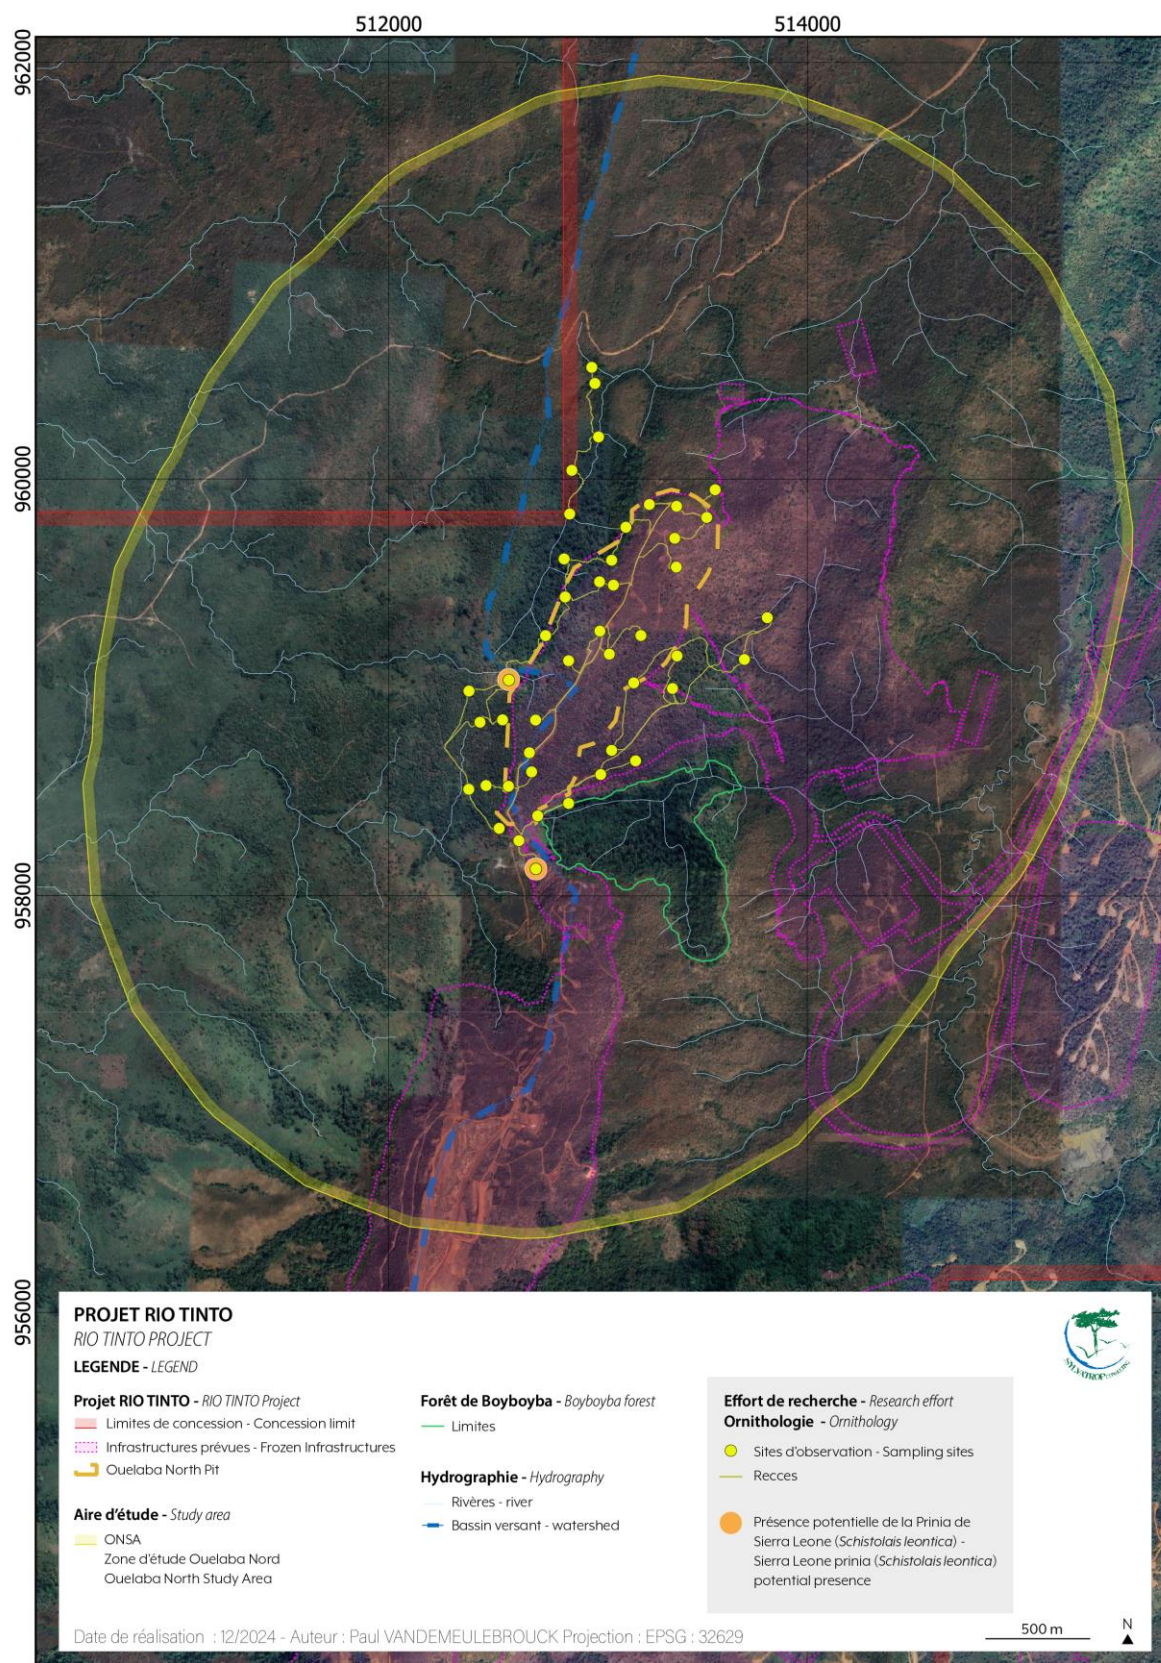 512000
514000
962000
960000
958000
956000
PROJET RIO TINTO
RIO TINTO PROJECT
LEGENDE - LEGEND
Projet RIO TINTO - RIO TINTO Project
Limites de concession - Concession limit
Infrastructures prévues - Frozen Infrastructures
Ouelaba North Pit
Aire d'étude - Study area
ONSA
Zone d'étude Ouelaba Nord
Ouelaba North Study Area
Forêt de Boyboyba - Boyboyba forest
Limites
Hydrographie - Hydrography
Rivières - river
Bassin versant - watershed
Effort de recherche - Research effort
Ornithologie - Ornithology
Sites d'observation - Sampling sites
Recces
Présence potentielle de la Prinia de
Sierra Leone (Schistolais leontica) -
Sierra Leone prinia (Schistolais leontica)
potential presence
SYLVATROP CONSULTING
Date de réalisation : 12/2024 - Auteur : Paul VANDEMEULEBROUCK Projection : EPSG : 32629
500 m
N